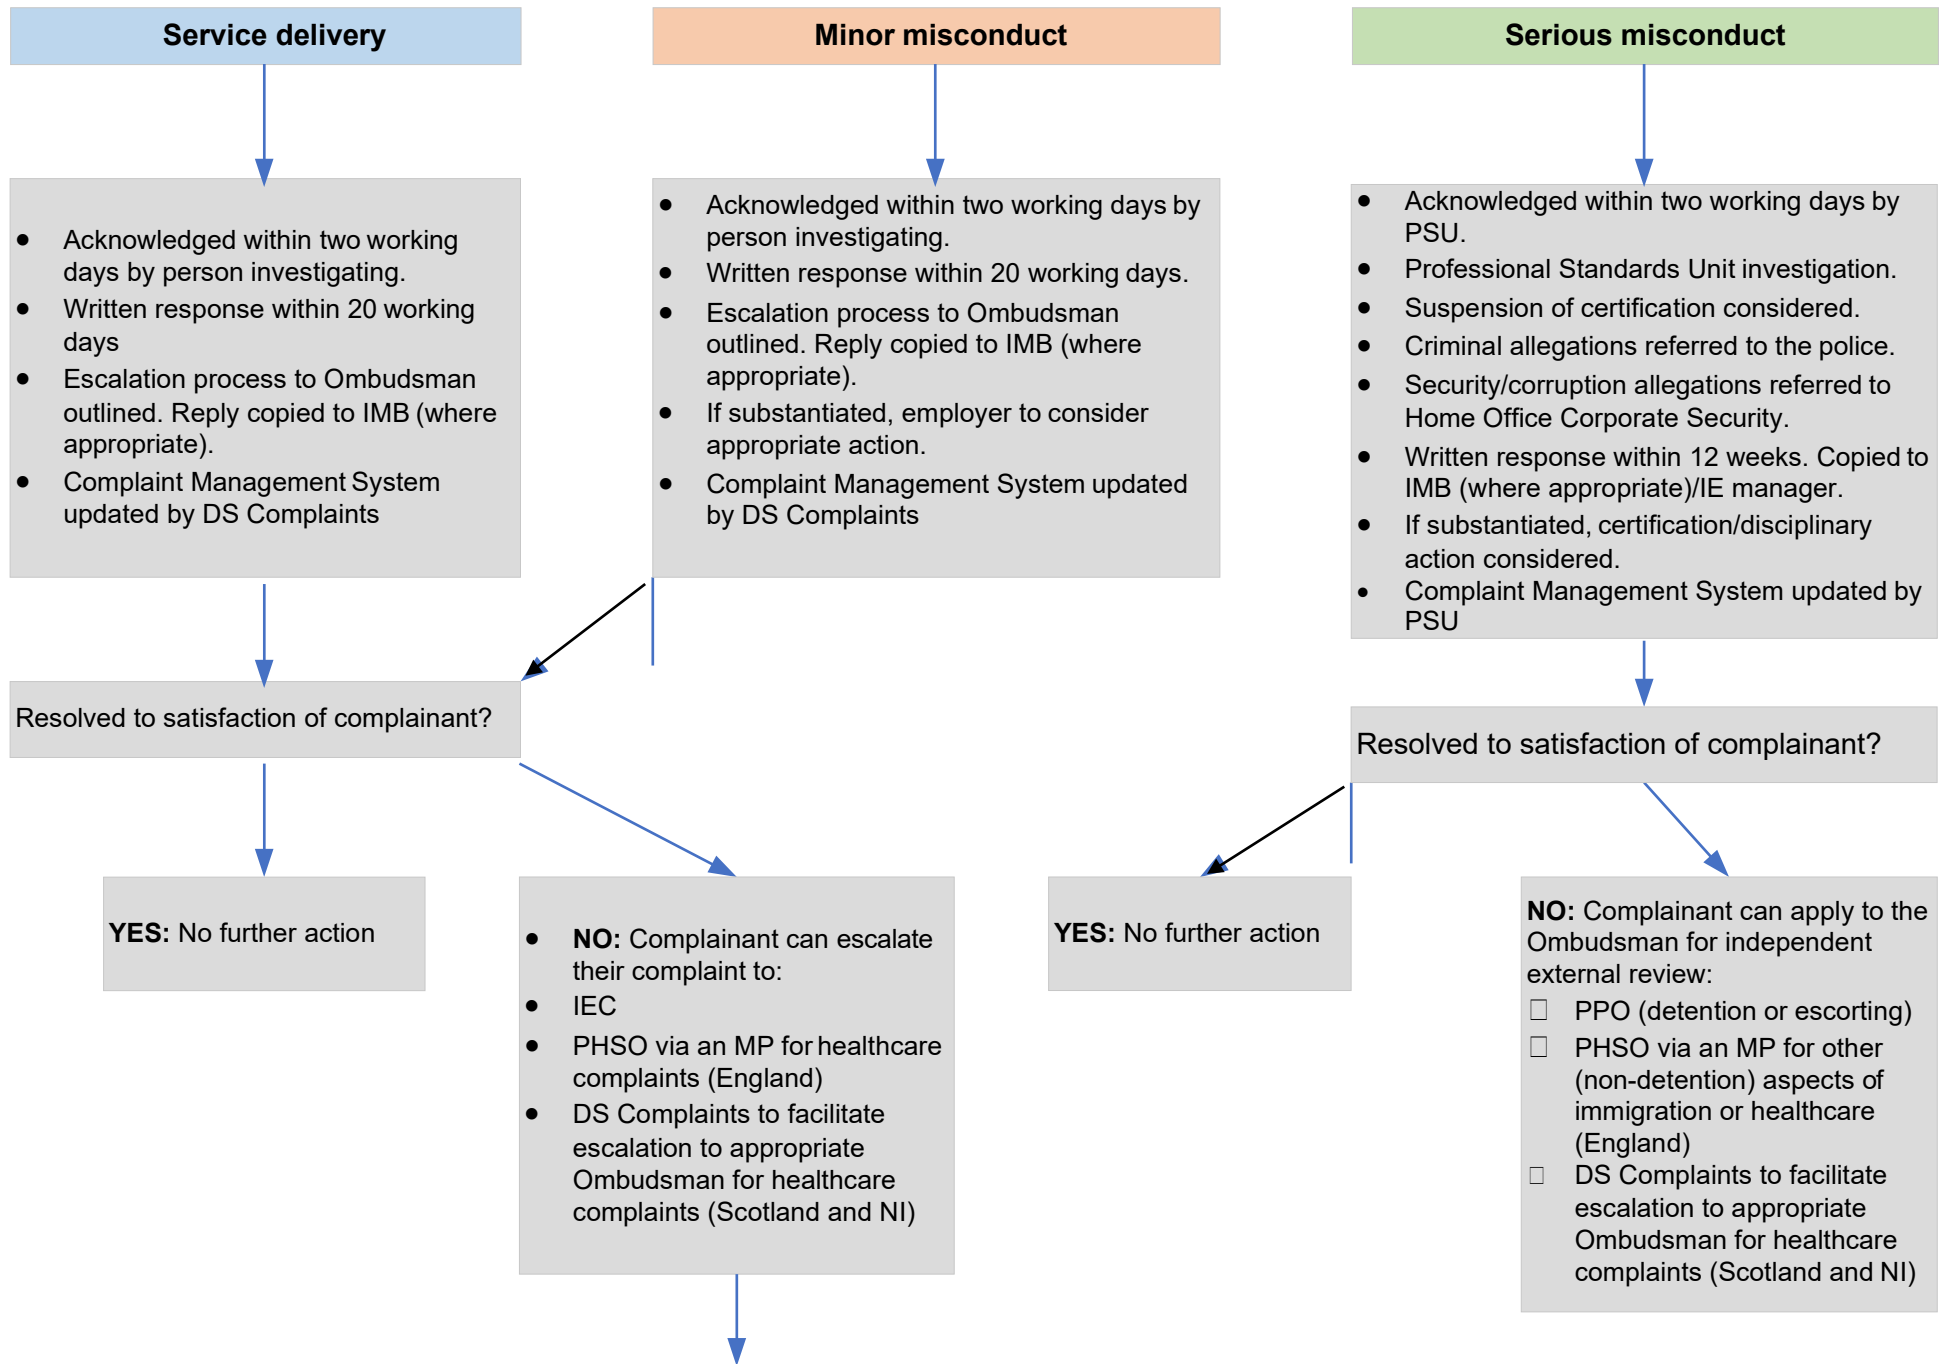 Service delivery
Minor misconduct
Serious misconduct
● Acknowledged within two working
days by person investigating.
● Written response within 20 working
days
● Escalation process to Ombudsman
outlined. Reply copied to IMB (where
appropriate).
● Complaint Management System
updated by DS Complaints
● Acknowledged within two working days by
person investigating.
● Written response within 20 working days.
● Escalation process to Ombudsman
outlined. Reply copied to IMB (where
appropriate).
● If substantiated, employer to consider
appropriate action.
● Complaint Management System updated
by DS Complaints
● Acknowledged within two working days by
PSU.
● Professional Standards Unit investigation.
● Suspension of certification considered.
● Criminal allegations referred to the police.
● Security/corruption allegations referred to
Home Office Corporate Security.
● Written response within 12 weeks. Copied to
IMB (where appropriate)/IE manager.
● If substantiated, certification/disciplinary
action considered.
● Complaint Management System updated by
PSU
Resolved to satisfaction of complainant?
Resolved to satisfaction of complainant?
YES: No further action
● NO: Complainant can escalate
their complaint to:
● IEC
● PHSO via an MP for healthcare
complaints (England)
● DS Complaints to facilitate
escalation to appropriate
Ombudsman for healthcare
complaints (Scotland and NI)
YES: No further action
NO: Complainant can apply to the
Ombudsman for independent
external review:
□ PPO (detention or escorting)
□ PHSO via an MP for other
(non-detention) aspects of
immigration or healthcare
(England)
□ DS Complaints to facilitate
escalation to appropriate
Ombudsman for healthcare
complaints (Scotland and NI)